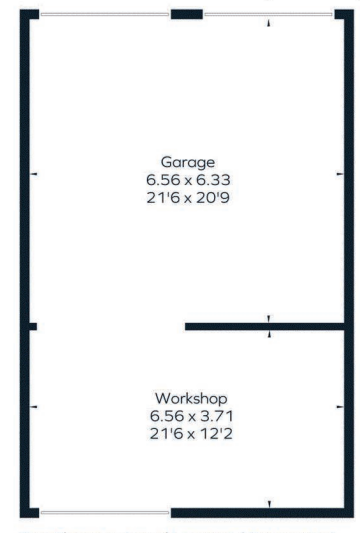 Garage
6.56 x 6.33
21'6 x 20'9
Workshop
6.56 x 3.71
21'6 x 12'2